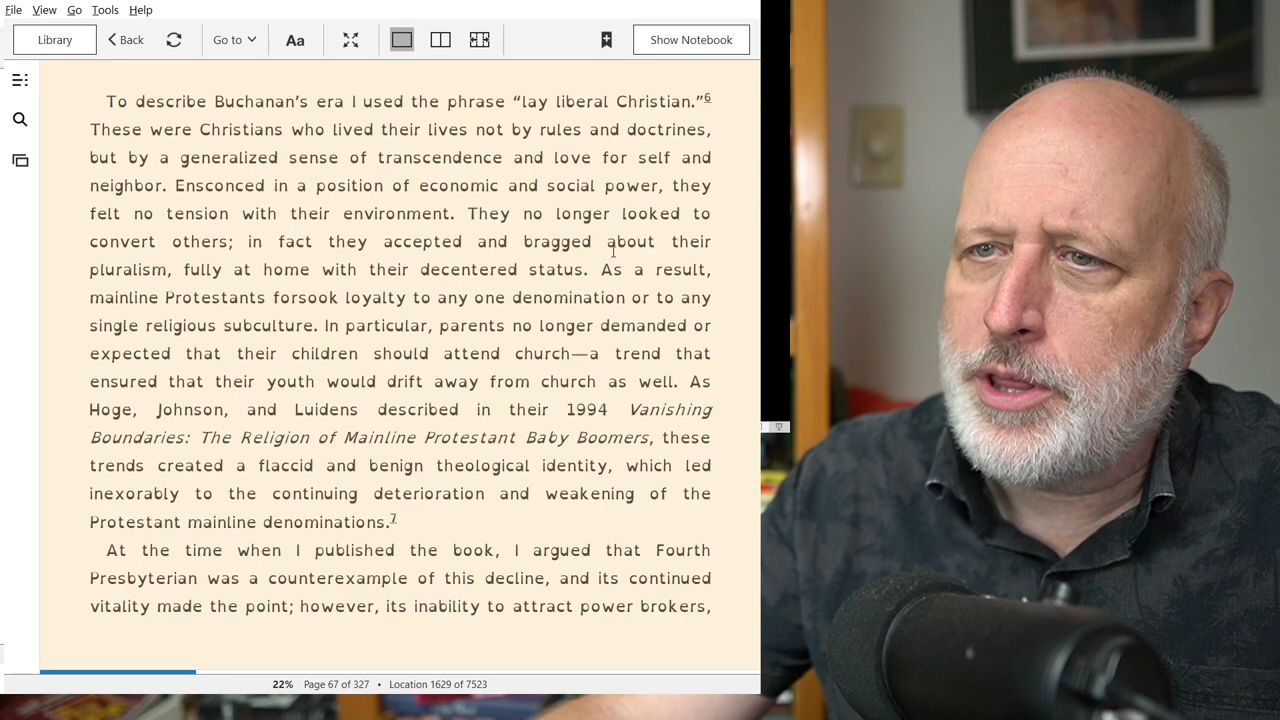 File View Go Tools Help
Library Back Go to Aa Show Notebook
To describe Buchanan's era I used the phrase “lay liberal Christian.”6
These were Christians who lived their lives not by rules and doctrines,
but by a generalized sense of transcendence and love for self and
neighbor. Ensconced in a position of economic and social power, they
felt no tension with their environment. They no longer looked to
convert others; in fact they accepted and bragged about their
pluralism, fully at home with their decentered status. As a result,
mainline Protestants forsook loyalty to any one denomination or to any
single religious subculture. In particular, parents no longer demanded or
expected that their children should attend church—a trend that
ensured that their youth would drift away from church as well. As
Hoge, Johnson, and Luidens described in their 1994 Vanishing
Boundaries: The Religion of Mainline Protestant Baby Boomers, these
trends created a flaccid and benign theological identity, which led
inexorably to the continuing deterioration and weakening of the
Protestant mainline denominations.7
At the time when I published the book, I argued that Fourth
Presbyterian was a counterexample of this decline, and its continued
vitality made the point; however, its inability to attract power brokers,
22% Page 67 of 327 • Location 1629 of 7523